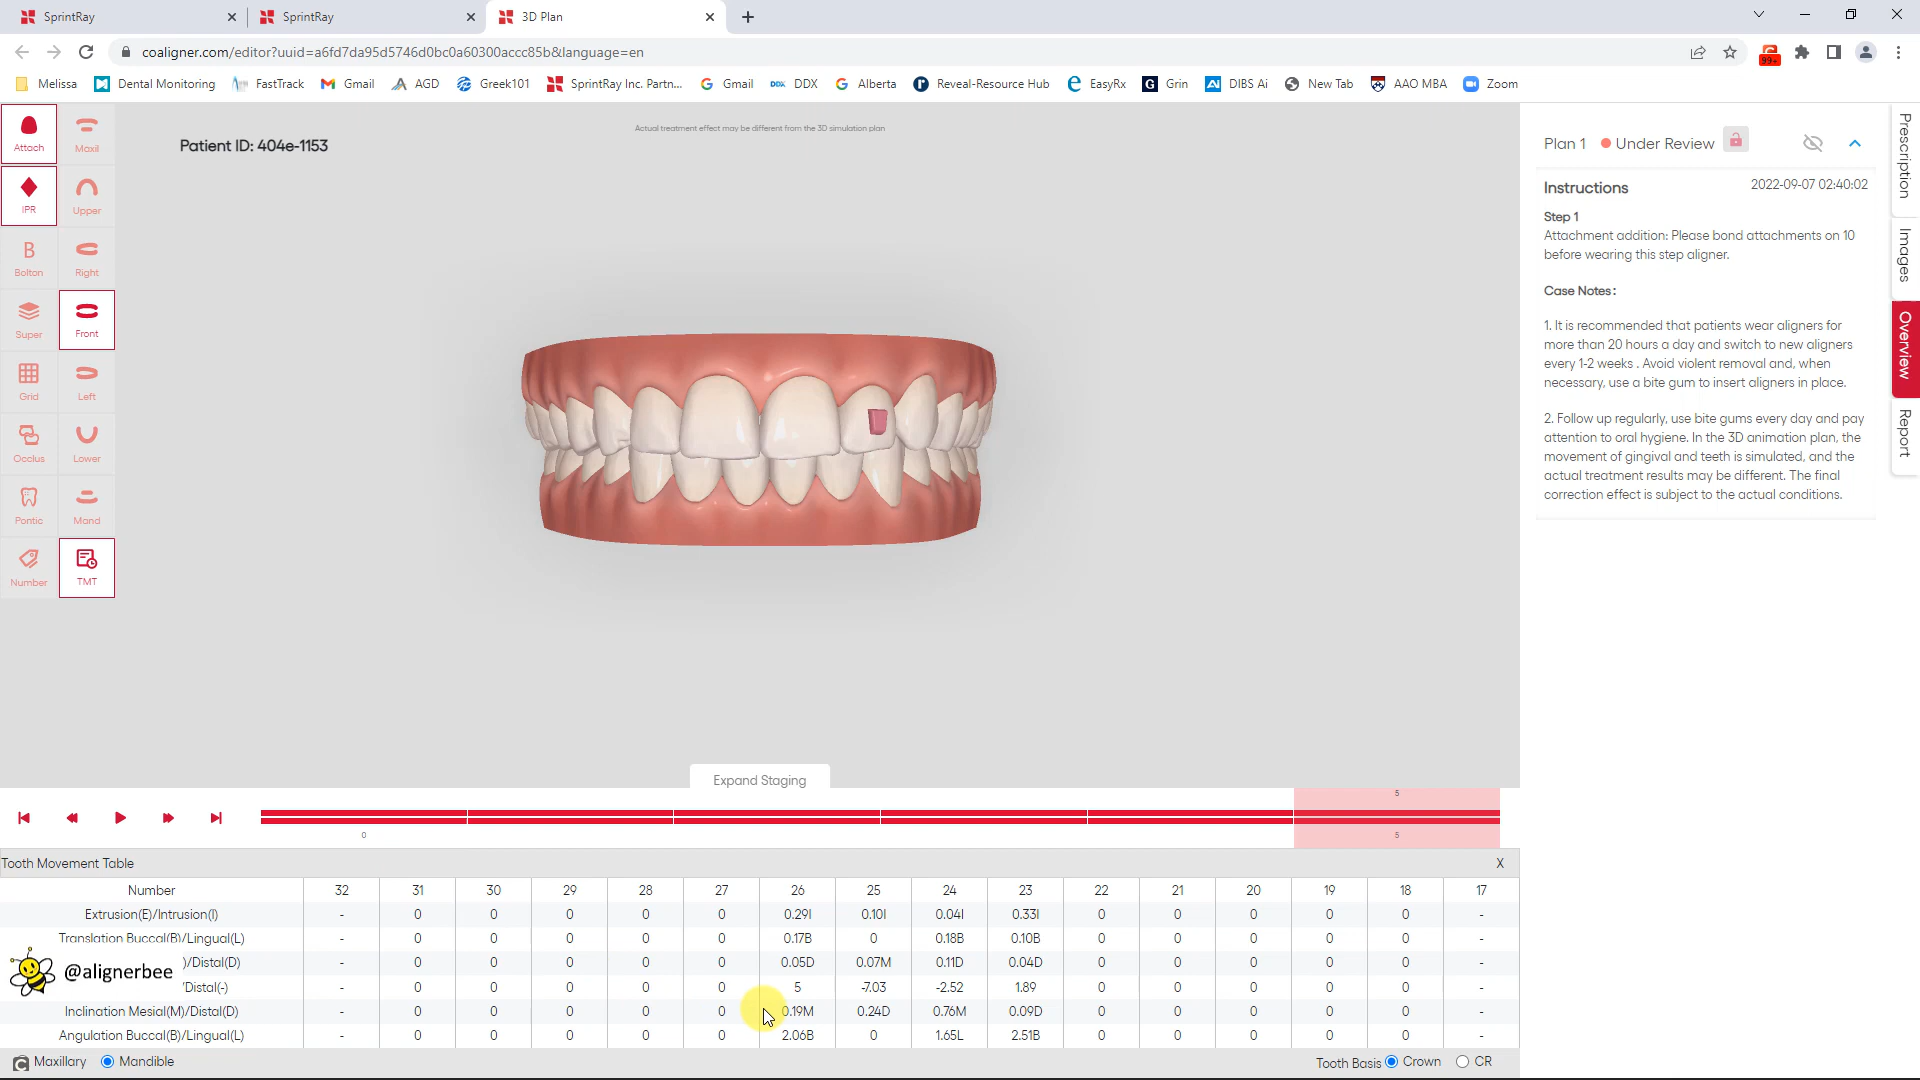 SprintRay
SprintRay
3D Plan
coaligner.com/editor?uuid=a6fd7da95d5746d0bc0a60300accc85b&language=en
99+
Melissa
Dental Monitoring
FastTrack
Gmail
AGD
Greek101
SprintRay Inc. Partn...
Gmail
DDX DDX
Alberta
Reveal-Resource Hub
EasyRx
Grin
DIBS Ai
New Tab
AAO MBA
Zoom
Attach
Maxil
IPR
Upper
B
Bolton
Right
Super
Front
Grid
Left
Occlus
Lower
Pontic
Mand
Number
TMT
Patient ID: 404e-1153
Actual treatment effect may be different from the 3D simulation plan
Plan 1 Under Review
Instructions 2022-09-07 02:40:02
Step 1
Attachment addition: Please bond attachments on 10
before wearing this step aligner.
Case Notes:
1. It is recommended that patients wear aligners for
more than 20 hours a day and switch to new aligners
every 1-2 weeks . Avoid violent removal and, when
necessary, use a bite gum to insert aligners in place.
2. Follow up regularly, use bite gums every day and pay
attention to oral hygiene. In the 3D animation plan, the
movement of gingival and teeth is simulated, and the
actual treatment results may be different. The final
correction effect is subject to the actual conditions.
Prescription
Images
Overview
Report
Expand Staging
5
0
5
Tooth Movement Table X
Number 32 31 30 29 28 27 26 25 24 23 22 21 20 19 18 17
Extrusion(E)/Intrusion(I) - 0 0 0 0 0 0.29I 0.10I 0.04I 0.33I 0 0 0 0 0 -
Translation Buccal(B)/Lingual(L) - 0 0 0 0 0 0.17B 0 0.18B 0.10B 0 0 0 0 0 -
)/Distal(D) - 0 0 0 0 0 0.05D 0.07M 0.11D 0.04D 0 0 0 0 0 -
@alignerbee
/Distal(-) - 0 0 0 0 0 5 -7.03 -2.52 1.89 0 0 0 0 0 -
Inclination Mesial(M)/Distal(D) - 0 0 0 0 0 0.19M 0.24D 0.76M 0.09D 0 0 0 0 0 -
Angulation Buccal(B)/Lingual(L) - 0 0 0 0 0 2.06B 0 1.65L 2.51B 0 0 0 0 0 -
Maxillary Mandible Tooth Basis Crown CR